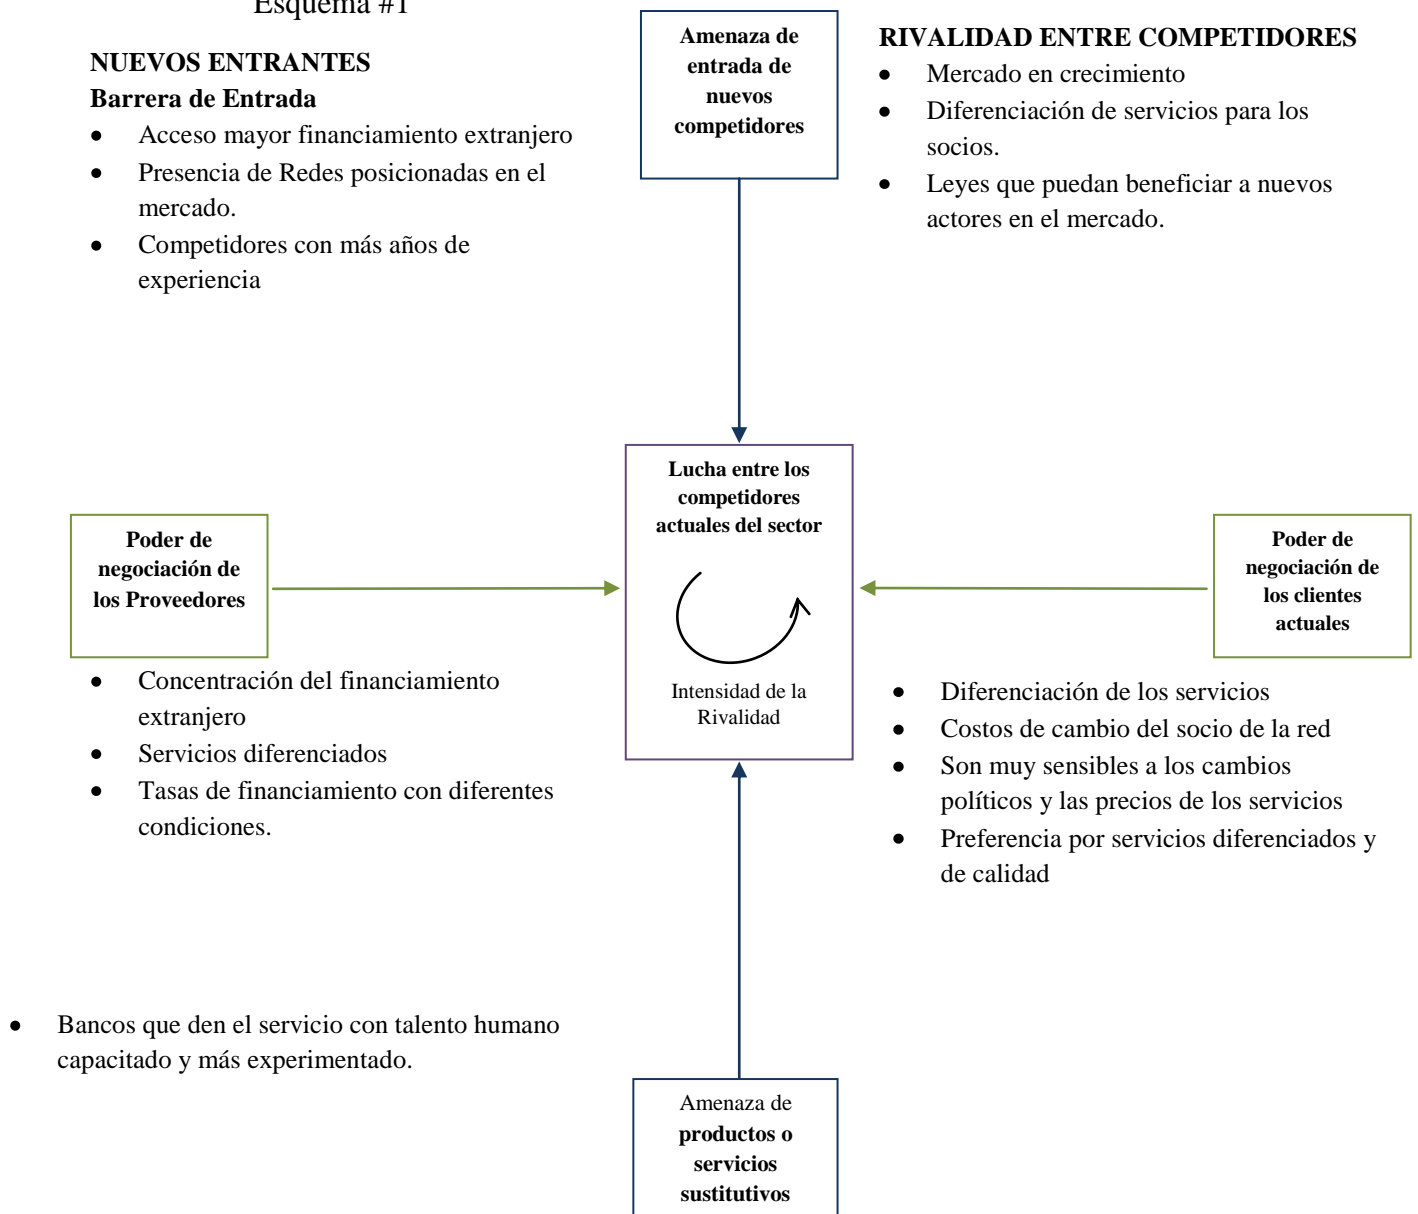 Esquema #1
NUEVOS ENTRANTES
Barrera de Entrada
• Acceso mayor financiamiento extranjero
• Presencia de Redes posicionadas en el
mercado.
• Competidores con más años de
experiencia
Amenaza de
entrada de
nuevos
competidores
RIVALIDAD ENTRE COMPETIDORES
• Mercado en crecimiento
• Diferenciación de servicios para los
socios.
• Leyes que puedan beneficiar a nuevos
actores en el mercado.
Poder de
negociación de
los Proveedores
• Concentración del financiamiento
extranjero
• Servicios diferenciados
• Tasas de financiamiento con diferentes
condiciones.
Lucha entre los
competidores
actuales del sector
Intensidad de la
Rivalidad
Poder de
negociación de
los clientes
actuales
• Diferenciación de los servicios
• Costos de cambio del socio de la red
• Son muy sensibles a los cambios
políticos y las precios de los servicios
• Preferencia por servicios diferenciados y
de calidad
• Bancos que den el servicio con talento humano
capacitado y más experimentado.
Amenaza de
productos o
servicios
sustitutivos